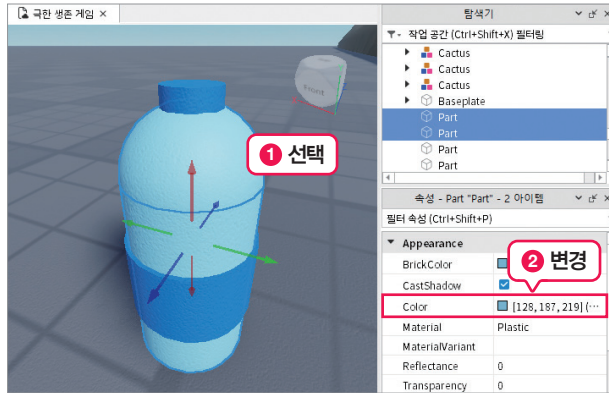 극한 생존 게임 ×
Front
1 선택
탐색기
작업 공간 (Ctrl+Shift+X) 필터링
Cactus
Cactus
Cactus
Baseplate
Part
Part
Part
Part
속성 - Part "Part" - 2 아이템
필터 속성 (Ctrl+Shift+P)
Appearance
BrickColor
2 변경
CastShadow
Color [128, 187, 219] (…
Material Plastic
MaterialVariant
Reflectance 0
Transparency 0